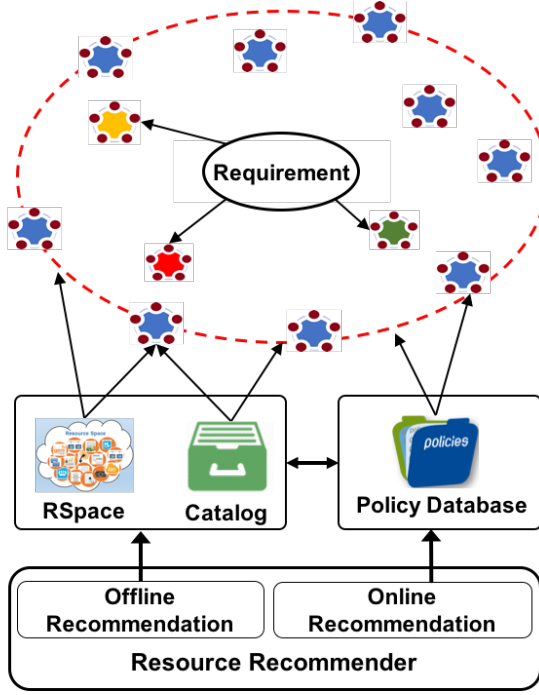 Requirement
Resource Space
policies
RSpace
Catalog
Policy Database
Offline
Recommendation
Online
Recommendation
Resource Recommender